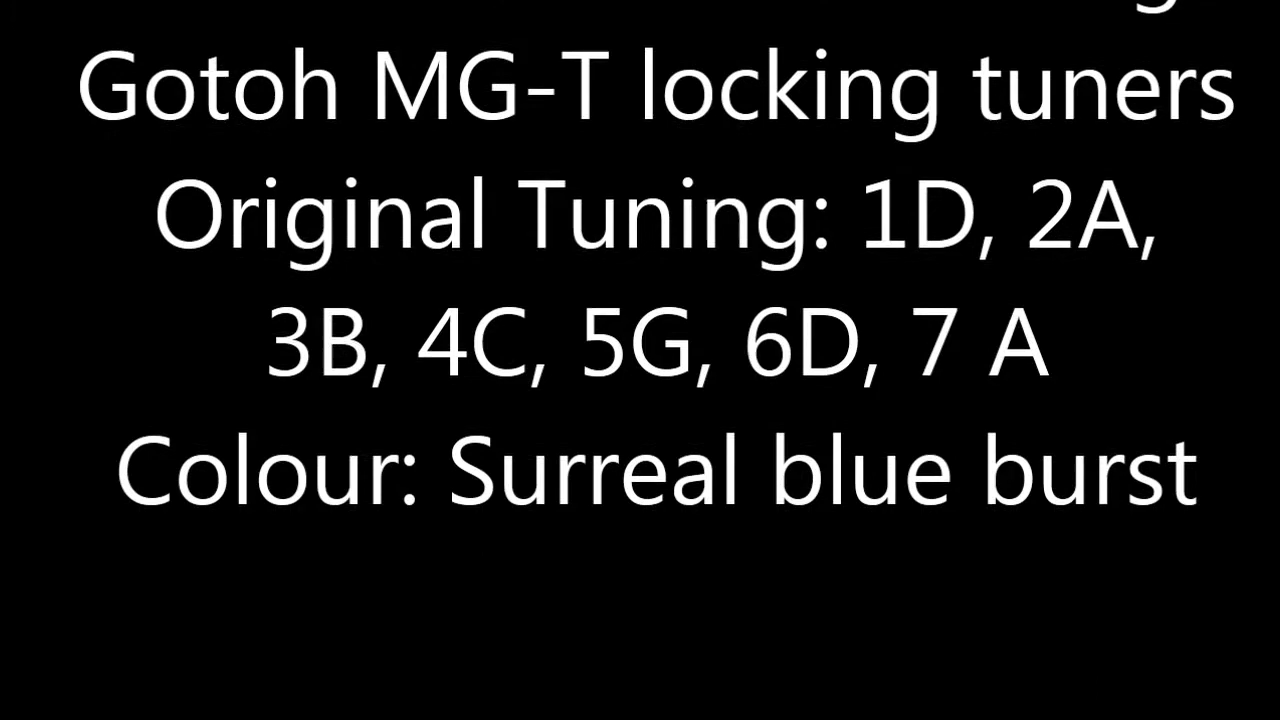 Gotoh MG-T locking tuners
Original Tuning: 1D, 2A,
3B, 4C, 5G, 6D, 7 A
Colour: Surreal blue burst